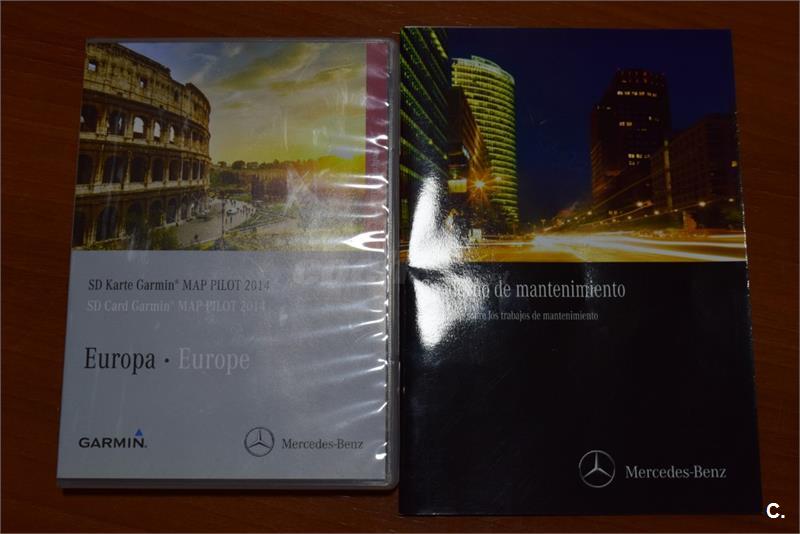 SD Karte Garmin® MAP PILOT 2014
SD Card Garmin® MAP PILOT 2014
Europa · Europe
GARMIN
Mercedes-Benz
de mantenimiento
los trabajos de mantenimiento
Mercedes-Benz
C.